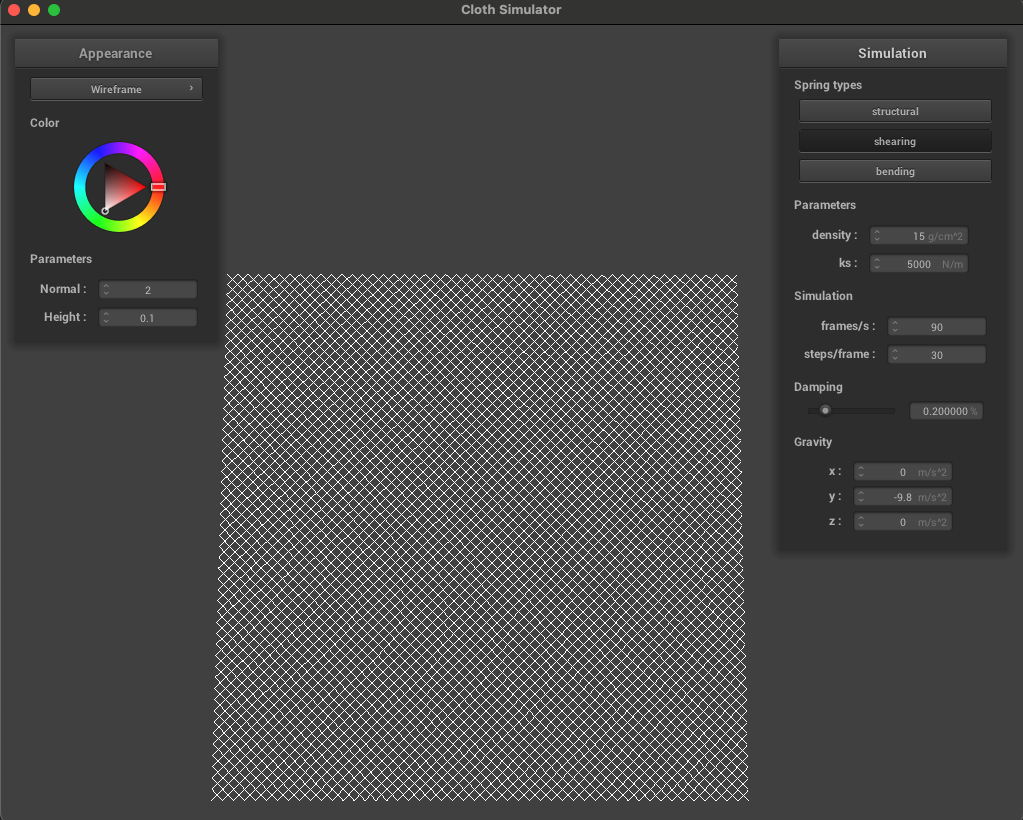 Cloth Simulator
Appearance
Wireframe
Color
Parameters
Normal : 2
Height : 0.1
Simulation
Spring types
structural
shearing
bending
Parameters
density : 15 g/cm^2
ks : 5000 N/m
Simulation
frames/s : 90
steps/frame : 30
Damping
0.200000 %
Gravity
x : 0 m/s^2
y : -9.8 m/s^2
z : 0 m/s^2